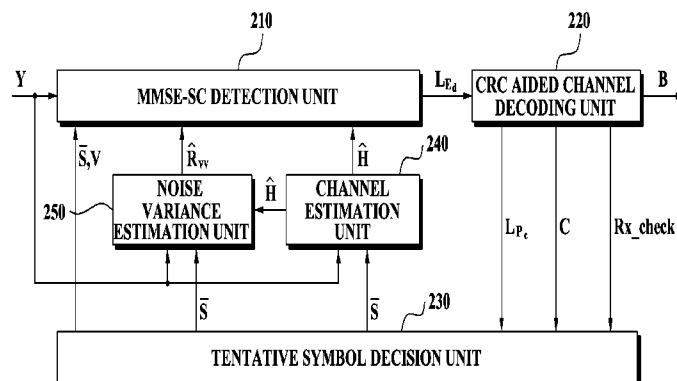 210
220
Y
MMSE-SC DETECTION UNIT
L_{E_d}
CRC AIDED CHANNEL
DECODING UNIT
B
S̄,V
R̂_{vv}
Ĥ
240
250
NOISE
VARIANCE
ESTIMATION UNIT
Ĥ
CHANNEL
ESTIMATION
UNIT
L_{P_c}
C
Rx_check
S̄
S̄
230
TENTATIVE SYMBOL DECISION UNIT